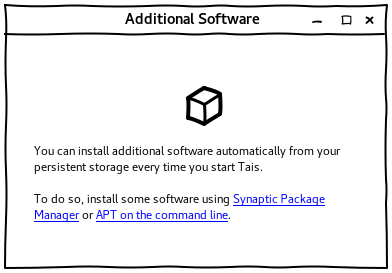 Additional Software
You can install additional software automatically from your
persistent storage every time you start Tais.
To do so, install some software using Synaptic Package
Manager or APT on the command line.